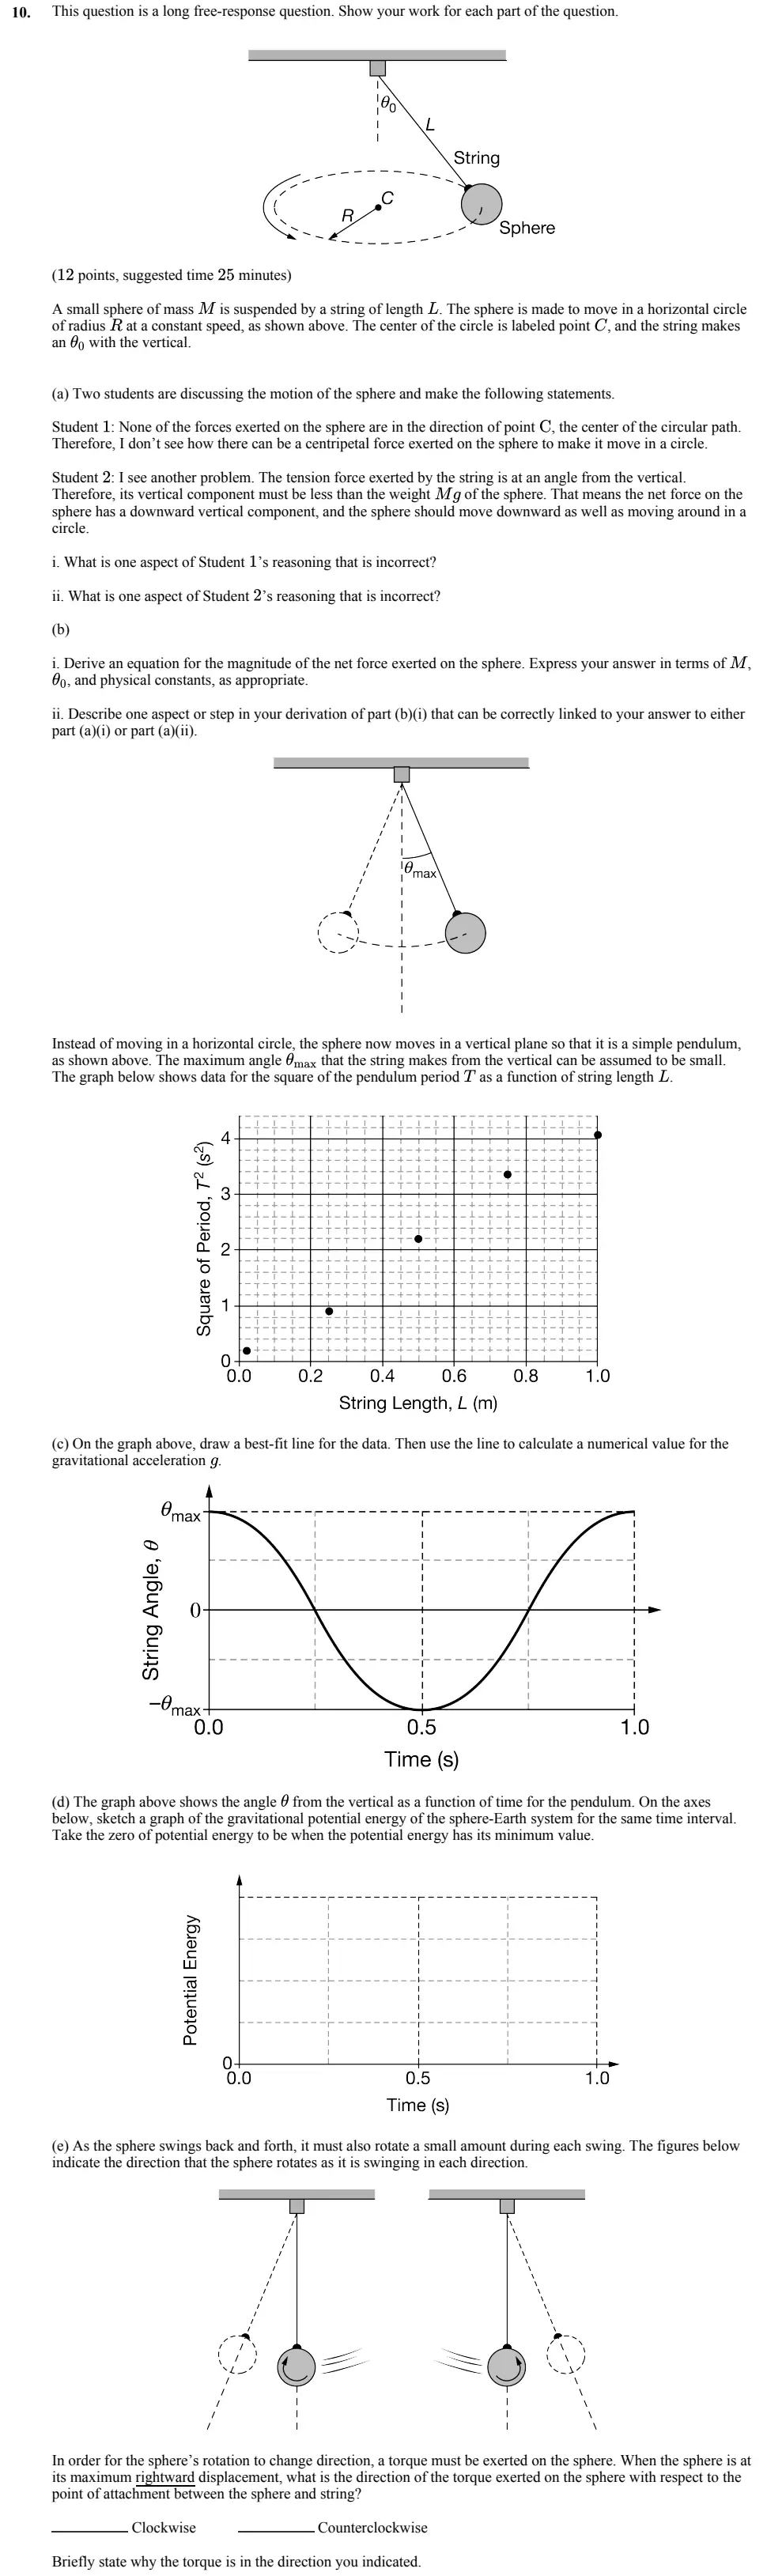 10. This question is a long free-response question. Show your work for each part of the question.
θ0
L
String
C
R
Sphere
(12 points, suggested time 25 minutes)
A small sphere of mass M is suspended by a string of length L. The sphere is made to move in a horizontal circle
of radius R at a constant speed, as shown above. The center of the circle is labeled point C, and the string makes
an θ0 with the vertical.
(a) Two students are discussing the motion of the sphere and make the following statements.
Student 1: None of the forces exerted on the sphere are in the direction of point C, the center of the circular path.
Therefore, I don't see how there can be a centripetal force exerted on the sphere to make it move in a circle.
Student 2: I see another problem. The tension force exerted by the string is at an angle from the vertical.
Therefore, its vertical component must be less than the weight Mg of the sphere. That means the net force on the
sphere has a downward vertical component, and the sphere should move downward as well as moving around in a
circle.
i. What is one aspect of Student 1's reasoning that is incorrect?
ii. What is one aspect of Student 2's reasoning that is incorrect?
(b)
i. Derive an equation for the magnitude of the net force exerted on the sphere. Express your answer in terms of M,
θ0, and physical constants, as appropriate.
ii. Describe one aspect or step in your derivation of part (b)(i) that can be correctly linked to your answer to either
part (a)(i) or part (a)(ii).
θmax
Instead of moving in a horizontal circle, the sphere now moves in a vertical plane so that it is a simple pendulum,
as shown above. The maximum angle θmax that the string makes from the vertical can be assumed to be small.
The graph below shows data for the square of the pendulum period T as a function of string length L.
Square of Period, T² (s²)
4
3
2
1
0
0.0 0.2 0.4 0.6 0.8 1.0
String Length, L (m)
(c) On the graph above, draw a best-fit line for the data. Then use the line to calculate a numerical value for the
gravitational acceleration g.
θmax
String Angle, θ
0
−θmax
0.0 0.5 1.0
Time (s)
(d) The graph above shows the angle θ from the vertical as a function of time for the pendulum. On the axes
below, sketch a graph of the gravitational potential energy of the sphere-Earth system for the same time interval.
Take the zero of potential energy to be when the potential energy has its minimum value.
Potential Energy
0
0.0 0.5 1.0
Time (s)
(e) As the sphere swings back and forth, it must also rotate a small amount during each swing. The figures below
indicate the direction that the sphere rotates as it is swinging in each direction.
In order for the sphere's rotation to change direction, a torque must be exerted on the sphere. When the sphere is at
its maximum rightward displacement, what is the direction of the torque exerted on the sphere with respect to the
point of attachment between the sphere and string?
Clockwise Counterclockwise
Briefly state why the torque is in the direction you indicated.